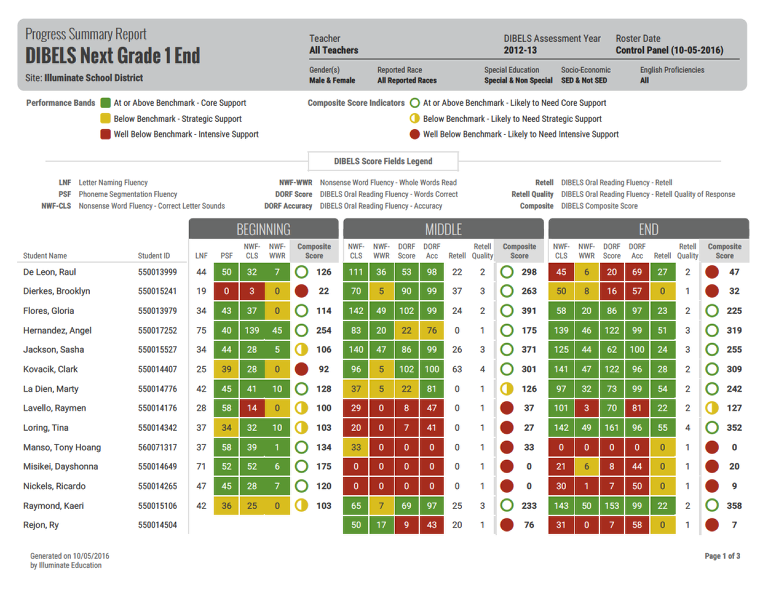 Progress Summary Report
DIBELS Next Grade 1 End
Site: Illuminate School District
Teacher
All Teachers
DIBELS Assessment Year
2012-13
Roster Date
Control Panel (10-05-2016)
Gender(s)
Male & Female
Reported Race
All Reported Races
Special Education
Special & Non Special
Socio-Economic
SED & Not SED
English Proficiencies
All
Performance Bands
At or Above Benchmark - Core Support
Below Benchmark - Strategic Support
Well Below Benchmark - Intensive Support
Composite Score Indicators
At or Above Benchmark - Likely to Need Core Support
Below Benchmark - Likely to Need Strategic Support
Well Below Benchmark - Likely to Need Intensive Support
DIBELS Score Fields Legend
LNF Letter Naming Fluency
PSF Phoneme Segmentation Fluency
NWF-CLS Nonsense Word Fluency - Correct Letter Sounds
NWF-WWR Nonsense Word Fluency - Whole Words Read
DORF Score DIBELS Oral Reading Fluency - Words Correct
DORF Accuracy DIBELS Oral Reading Fluency - Accuracy
Retell DIBELS Oral Reading Fluency - Retell
Retell Quality DIBELS Oral Reading Fluency - Retell Quality of Response
Composite DIBELS Composite Score
BEGINNING MIDDLE END
Student Name Student ID LNF PSF NWF-CLS NWF-WWR Composite Score NWF-CLS NWF-WWR DORF Score DORF Acc Retell Retell Quality Composite Score NWF-CLS NWF-WWR DORF Score DORF Acc Retell Retell Quality Composite Score
De Leon, Raul 550013999 44 50 32 7 126 111 36 53 98 22 2 298 45 6 20 69 27 2 47
Dierkes, Brooklyn 550015241 19 0 3 0 22 70 5 90 99 37 3 263 50 8 16 57 0 1 32
Flores, Gloria 550013979 34 43 37 0 114 142 49 102 99 24 2 391 58 20 86 97 23 2 225
Hernandez, Angel 550017252 75 40 139 45 254 83 20 22 76 0 1 175 139 46 122 99 51 3 319
Jackson, Sasha 550015527 34 44 28 5 106 140 47 86 99 26 3 371 125 44 62 100 24 3 255
Kovacik, Clark 550014407 25 39 28 0 92 96 5 102 100 63 4 301 141 47 122 96 28 2 309
La Dien, Marty 550014776 42 45 41 10 128 37 5 22 81 0 1 126 97 32 73 99 54 2 242
Lavello, Raymen 550014176 28 58 14 0 100 29 0 8 47 0 1 37 101 3 70 81 22 2 127
Loring, Tina 550014342 37 34 32 10 103 20 0 7 41 0 1 27 142 49 161 96 55 4 352
Manso, Tony Hoang 560071317 37 58 39 1 134 33 0 0 0 0 1 33 0 0 0 0 0 1 0
Misikei, Dayshonna 550014649 71 52 52 6 175 0 0 0 0 0 1 0 21 6 8 44 0 1 20
Nickels, Ricardo 550014265 47 45 28 7 120 0 0 0 0 0 1 0 30 1 7 50 0 1 9
Raymond, Kaeri 550015106 42 36 25 0 103 65 7 69 97 25 3 233 143 50 153 99 22 2 358
Rejon, Ry 550014504 50 17 9 43 20 1 76 31 0 7 58 0 1 7
Generated on 10/05/2016
by Illuminate Education
Page 1 of 3